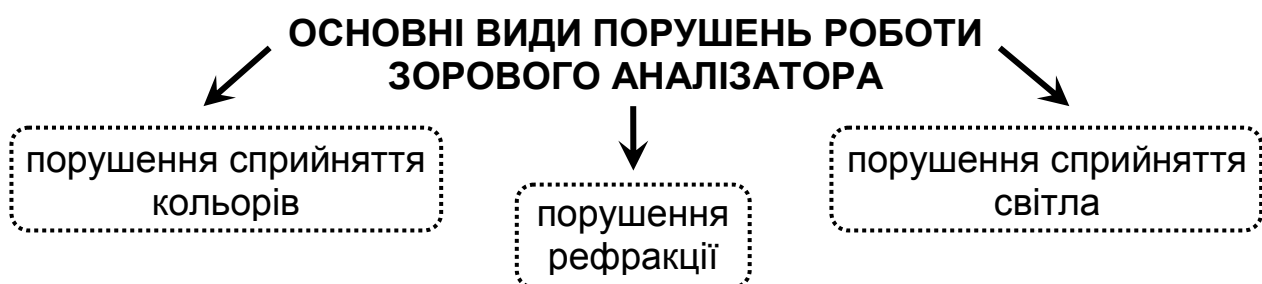 ОСНОВНІ ВИДИ ПОРУШЕНЬ РОБОТИ
ЗОРОВОГО АНАЛІЗАТОРА
порушення сприйняття
кольорів
порушення
рефракції
порушення сприйняття
світла